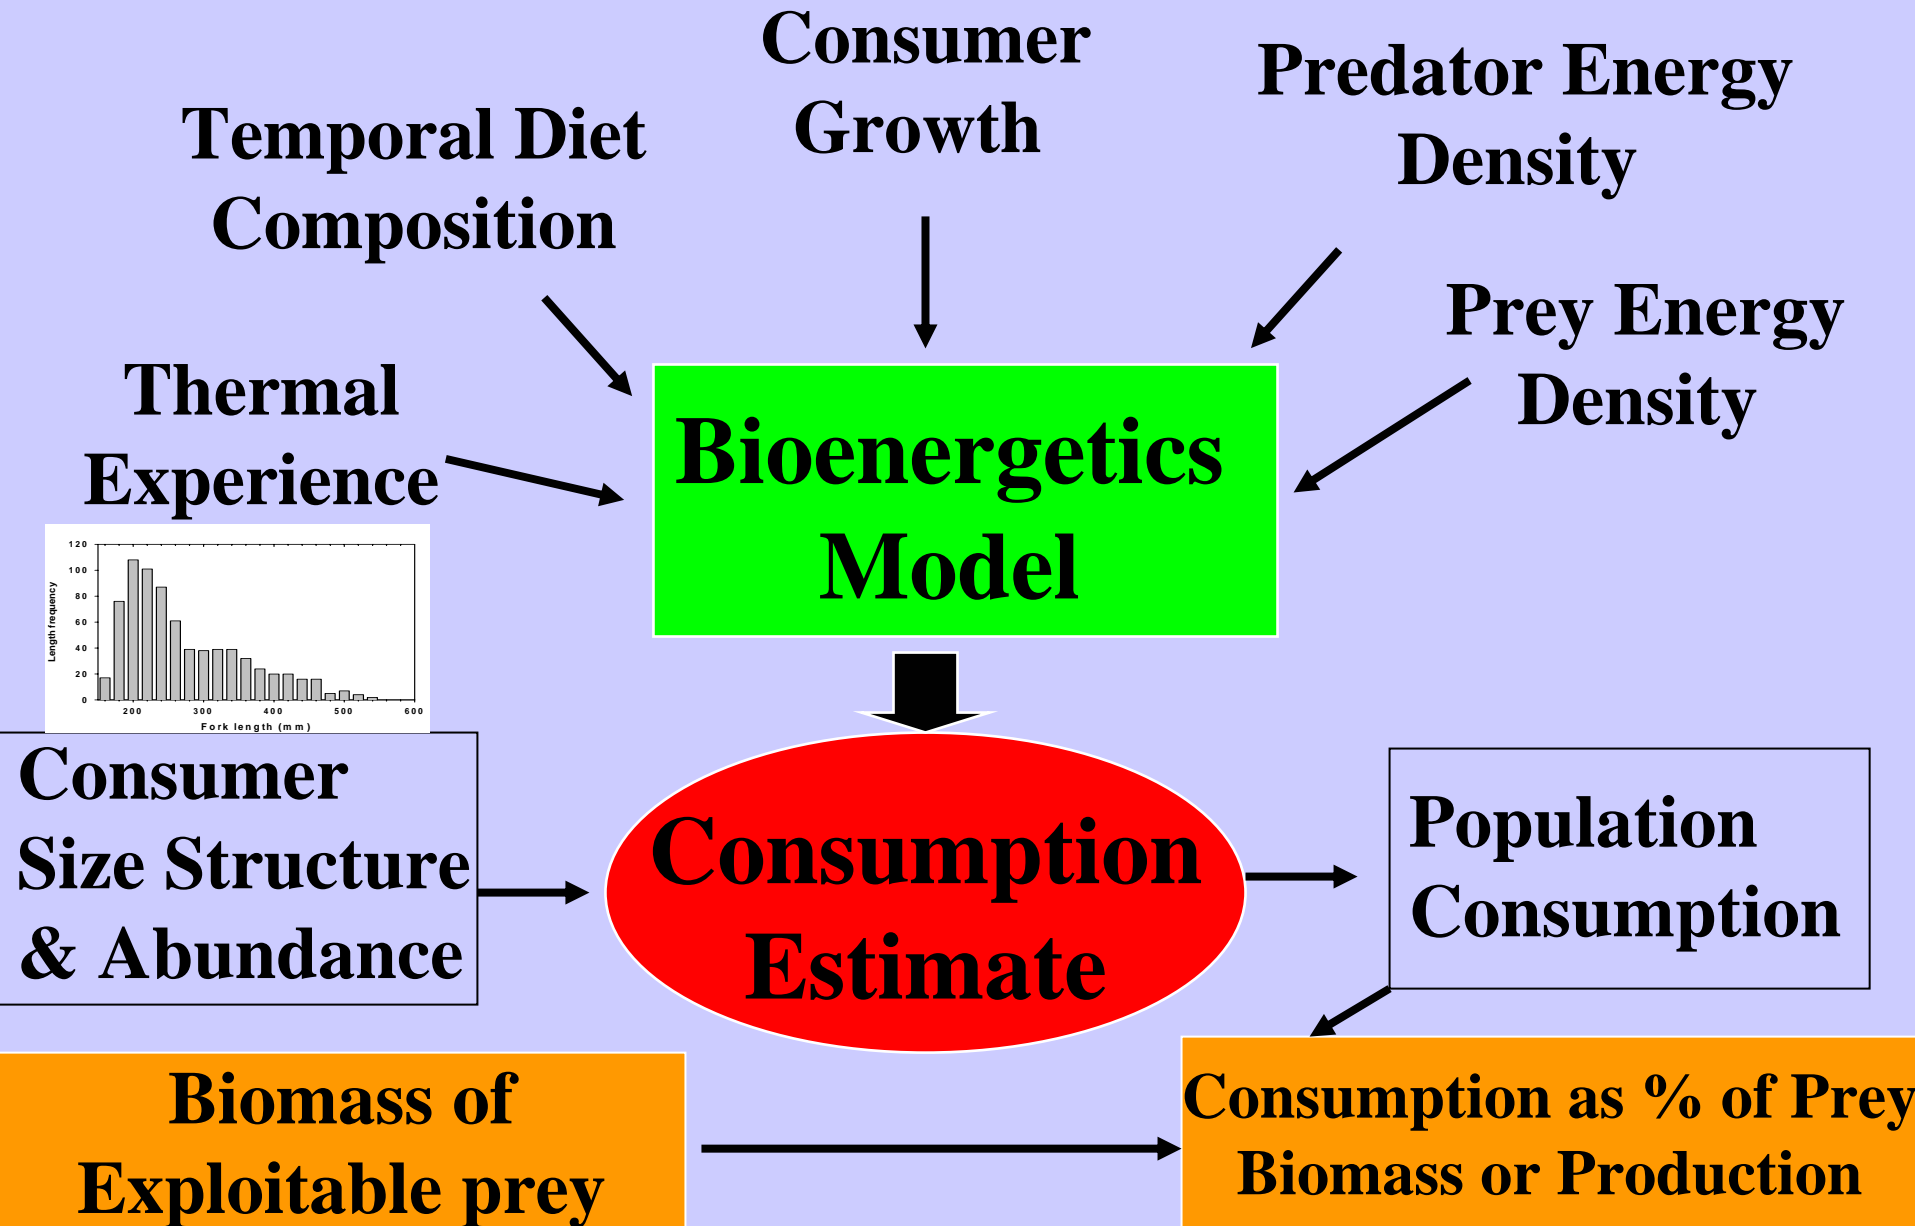 Consumer
Growth
Predator Energy
Density
Temporal Diet
Composition
Prey Energy
Density
Thermal
Experience
Bioenergetics
Model
120
100
80
60
40
20
0
Length frequency
200 300 400 500 600
Fork length (mm)
Consumer
Size Structure
& Abundance
Consumption
Estimate
Population
Consumption
Biomass of
Exploitable prey
Consumption as % of Prey
Biomass or Production